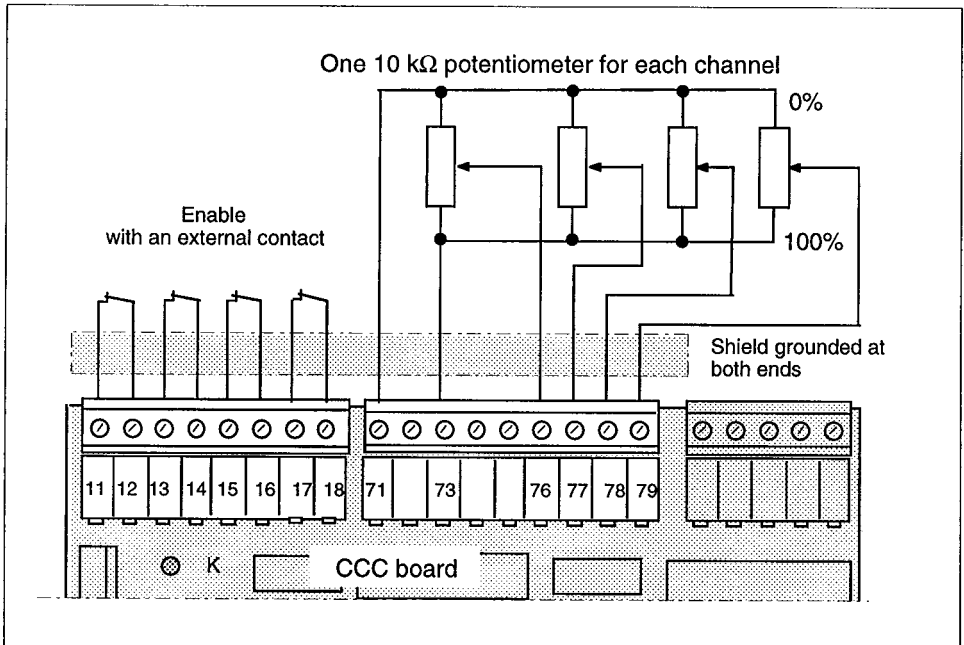 One 10 kΩ potentiometer for each channel
0%
Enable
with an external contact
100%
Shield grounded at
both ends
11 12 13 14 15 16 17 18 71 73 76 77 78 79
K
CCC board